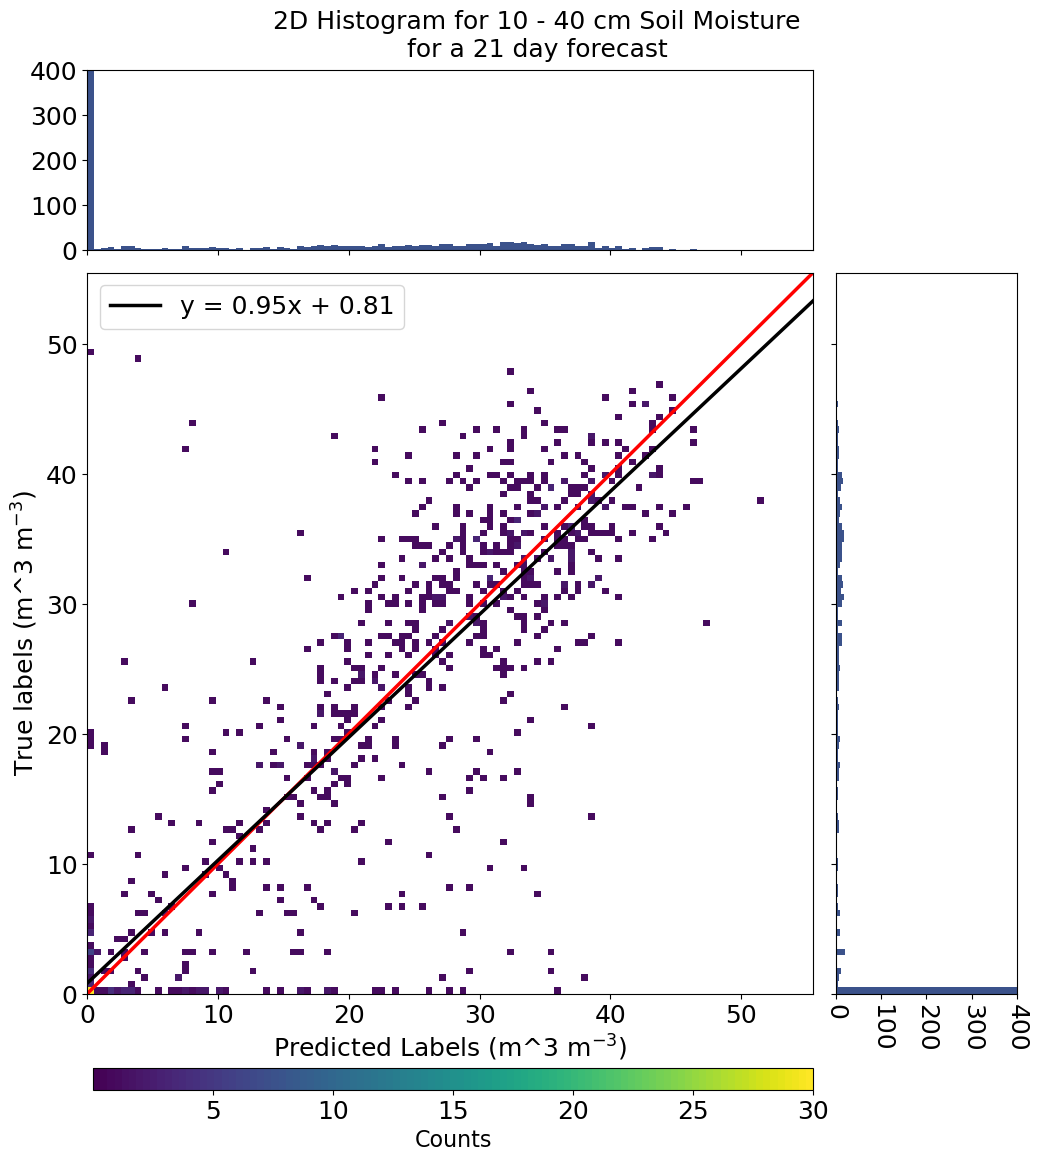 2D Histogram for 10 - 40 cm Soil Moisture
for a 21 day forecast
400
300
200
100
0
y = 0.95x + 0.81
50
40
30
20
10
0
True labels (m^3 m⁻³)
0 10 20 30 40 50
Predicted Labels (m^3 m⁻³)
0 100 200 300 400
5 10 15 20 25 30
Counts